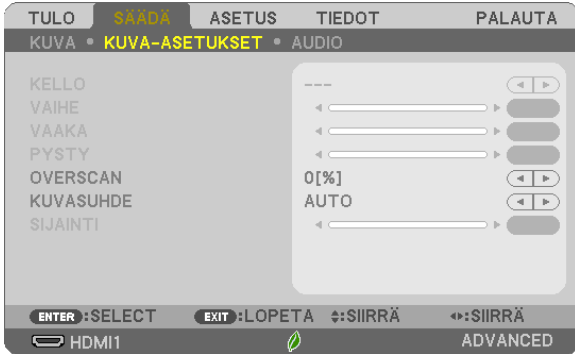 TULO SÄÄDÄ ASETUS TIEDOT PALAUTA
KUVA • KUVA-ASETUKSET • AUDIO
KELLO ---
VAIHE
VAAKA
PYSTY
OVERSCAN 0[%]
KUVASUHDE AUTO
SIJAINTI
ENTER :SELECT EXIT :LOPETA :SIIRRÄ :SIIRRÄ
HDMI1 ADVANCED